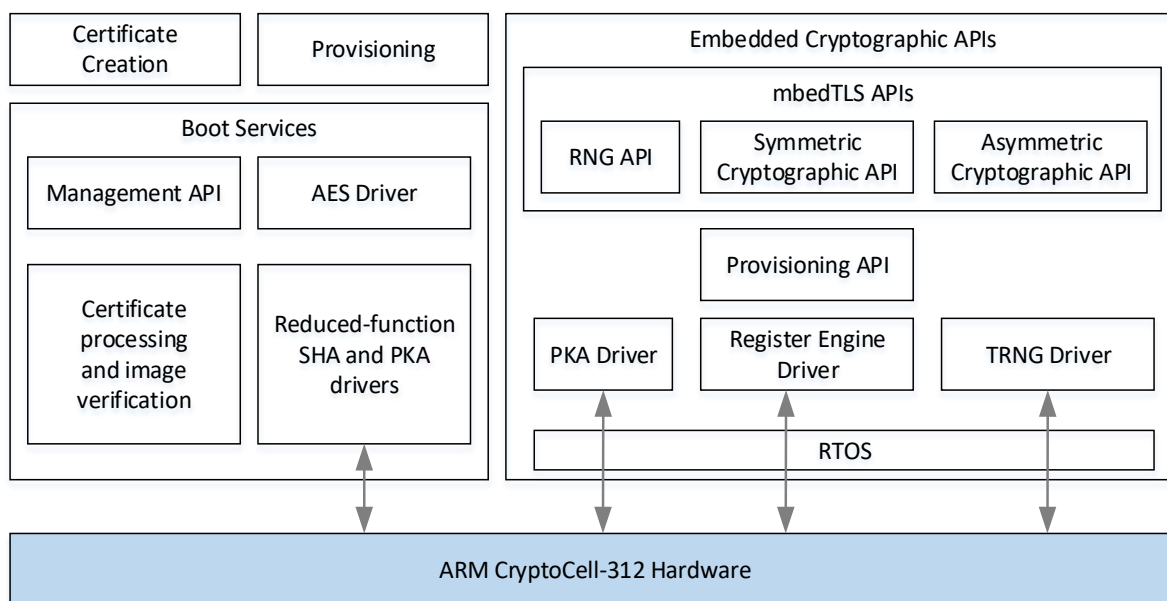 Certificate
Creation
Provisioning
Boot Services
Management API
AES Driver
Certificate
processing
and image
verification
Reduced-function
SHA and PKA
drivers
Embedded Cryptographic APIs
mbedTLS APIs
RNG API
Symmetric
Cryptographic API
Asymmetric
Cryptographic API
Provisioning API
PKA Driver
Register Engine
Driver
TRNG Driver
RTOS
ARM CryptoCell-312 Hardware